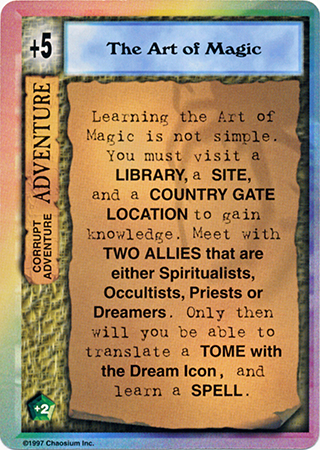 +5
The Art of Magic
ADVENTURE
CORRUPT
ADVENTURE
Learning the Art of
Magic is not simple.
You must visit a
LIBRARY, a SITE,
and a COUNTRY GATE
LOCATION to gain
knowledge. Meet with
TWO ALLIES that are
either Spiritualists,
Occultists, Priests or
Dreamers. Only then
will you be able to
translate a TOME with
the Dream Icon, and
learn a SPELL.
+2
©1997 Chaosium Inc.